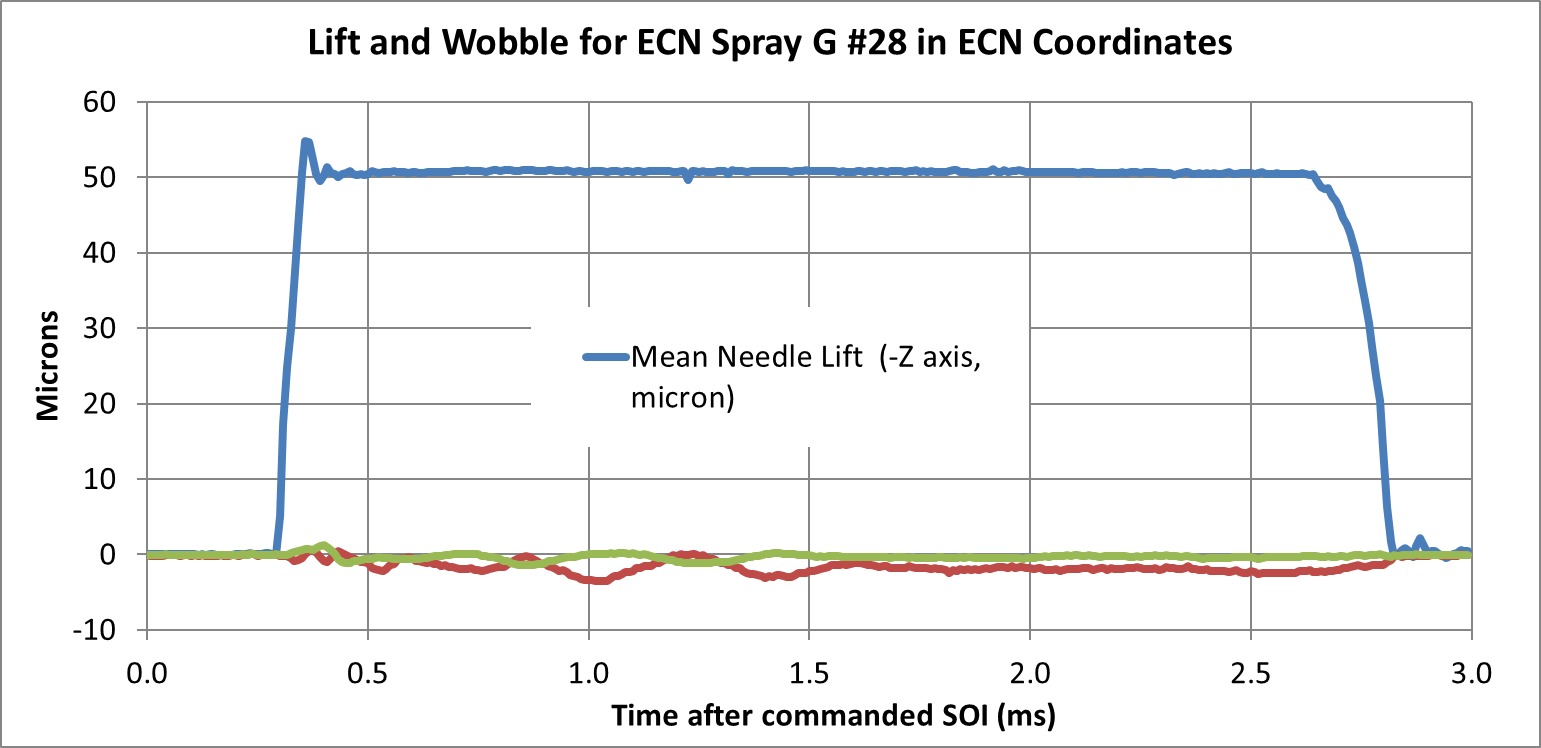 Lift and Wobble for ECN Spray G #28 in ECN Coordinates
60
50
40
30
20
10
0
-10
Microns
Mean Needle Lift (-Z axis,
micron)
0.0 0.5 1.0 1.5 2.0 2.5 3.0
Time after commanded SOI (ms)